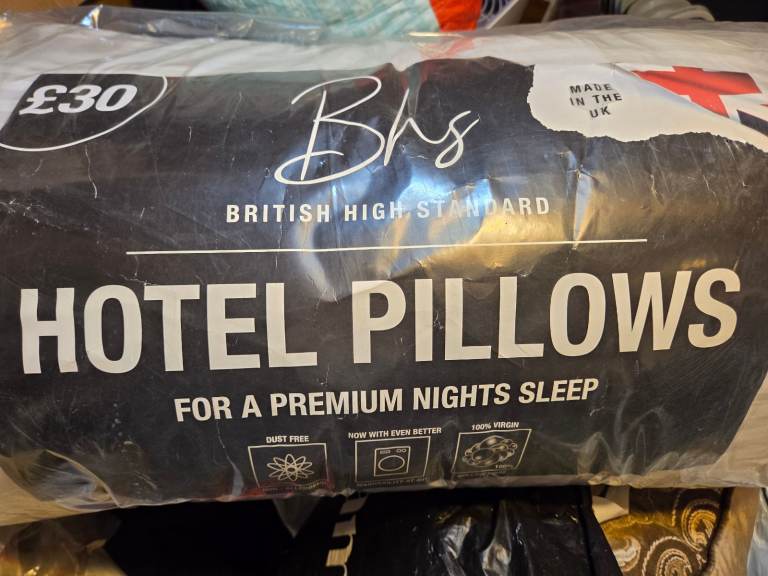 £30
Bhs
MADE
IN THE
UK
BRITISH HIGH STANDARD
HOTEL PILLOWS
FOR A PREMIUM NIGHTS SLEEP
DUST FREE
NOW WITH EVEN BETTER
100% VIRGIN
100%